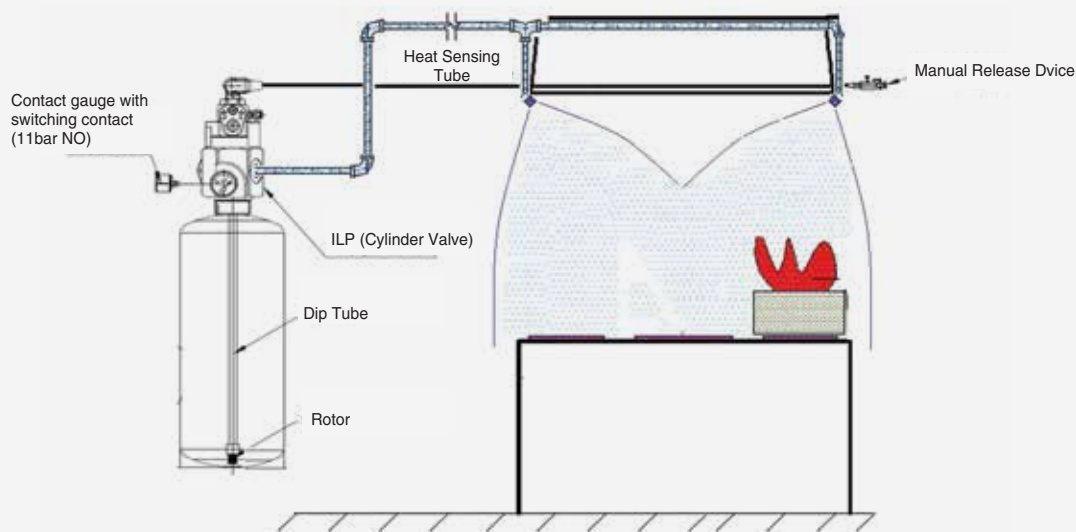 Heat Sensing
Tube
Manual Release Dvice
Contact gauge with
switching contact
(11bar NO)
ILP (Cylinder Valve)
Dip Tube
Rotor